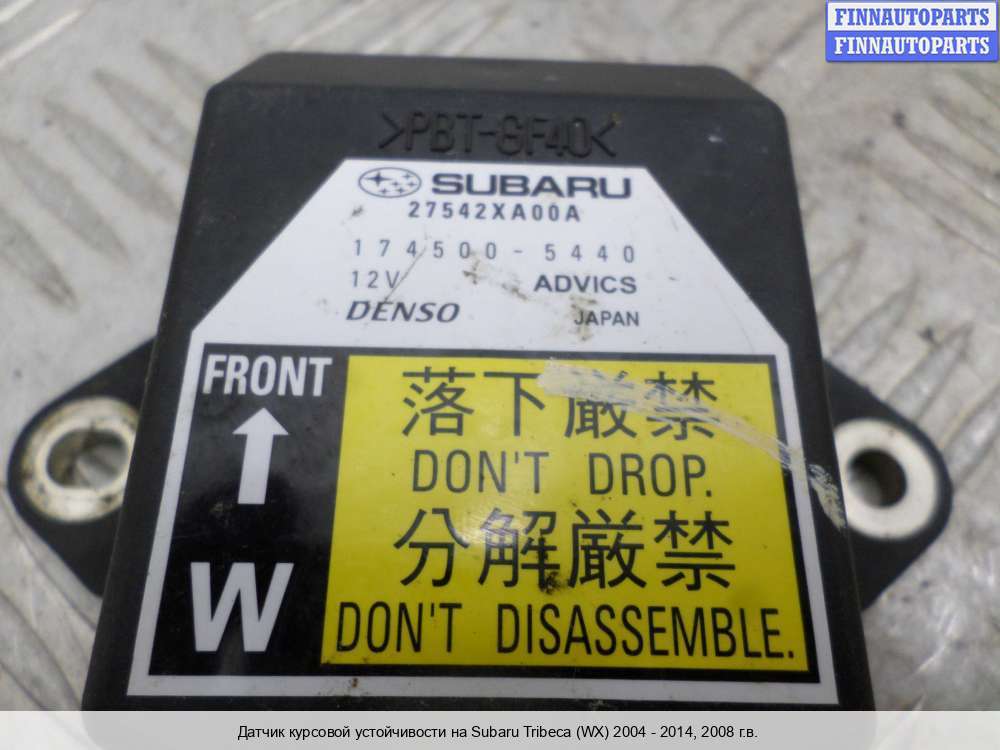 FINNAUTOPARTS
FINNAUTOPARTS
>PBT-GF40<
SUBARU
27542XA00A
174500-5440
12V ADVICS
DENSO JAPAN
FRONT
W
落下厳禁
DON'T DROP.
分解厳禁
DON'T DISASSEMBLE.
Датчик курсовой устойчивости на Subaru Tribeca (WX) 2004 - 2014, 2008 г.в.